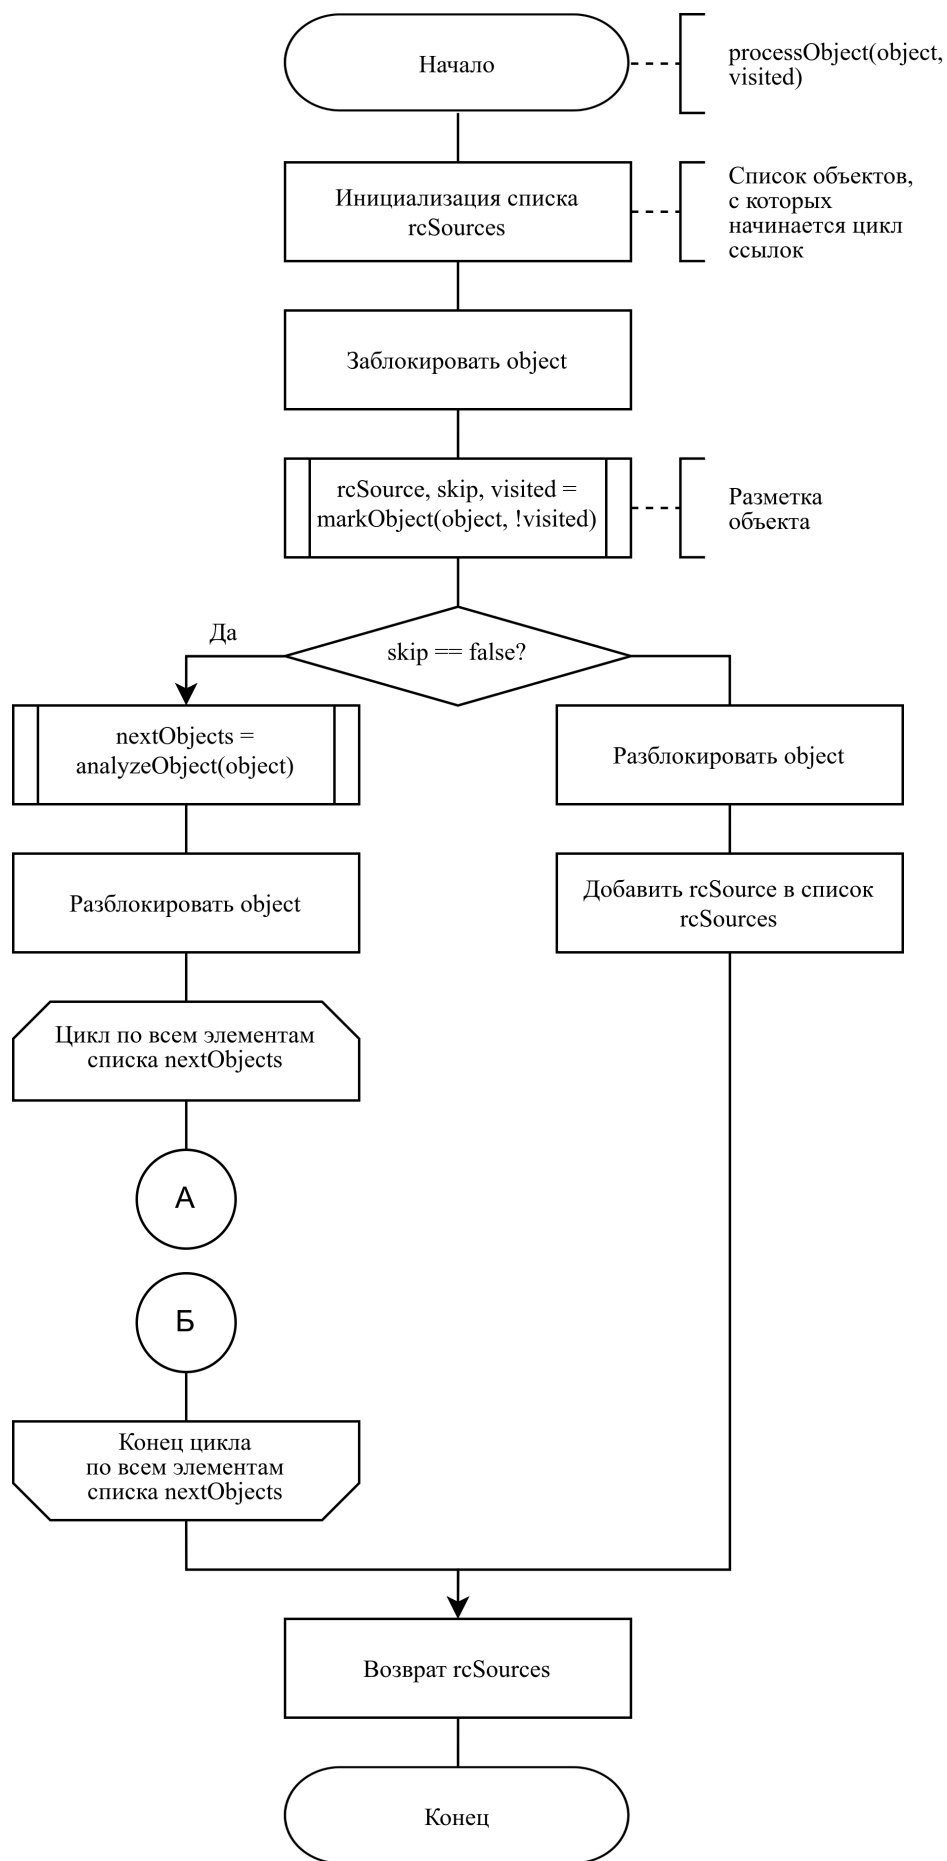 Начало
processObject(object,
visited)
Инициализация списка
rcSources
Список объектов,
с которых
начинается цикл
ссылок
Заблокировать object
rcSource, skip, visited =
markObject(object, !visited)
Разметка
объекта
Да
skip == false?
nextObjects =
analyzeObject(object)
Разблокировать object
Разблокировать object
Добавить rcSource в список
rcSources
Цикл по всем элементам
списка nextObjects
А
Б
Конец цикла
по всем элементам
списка nextObjects
Возврат rcSources
Конец